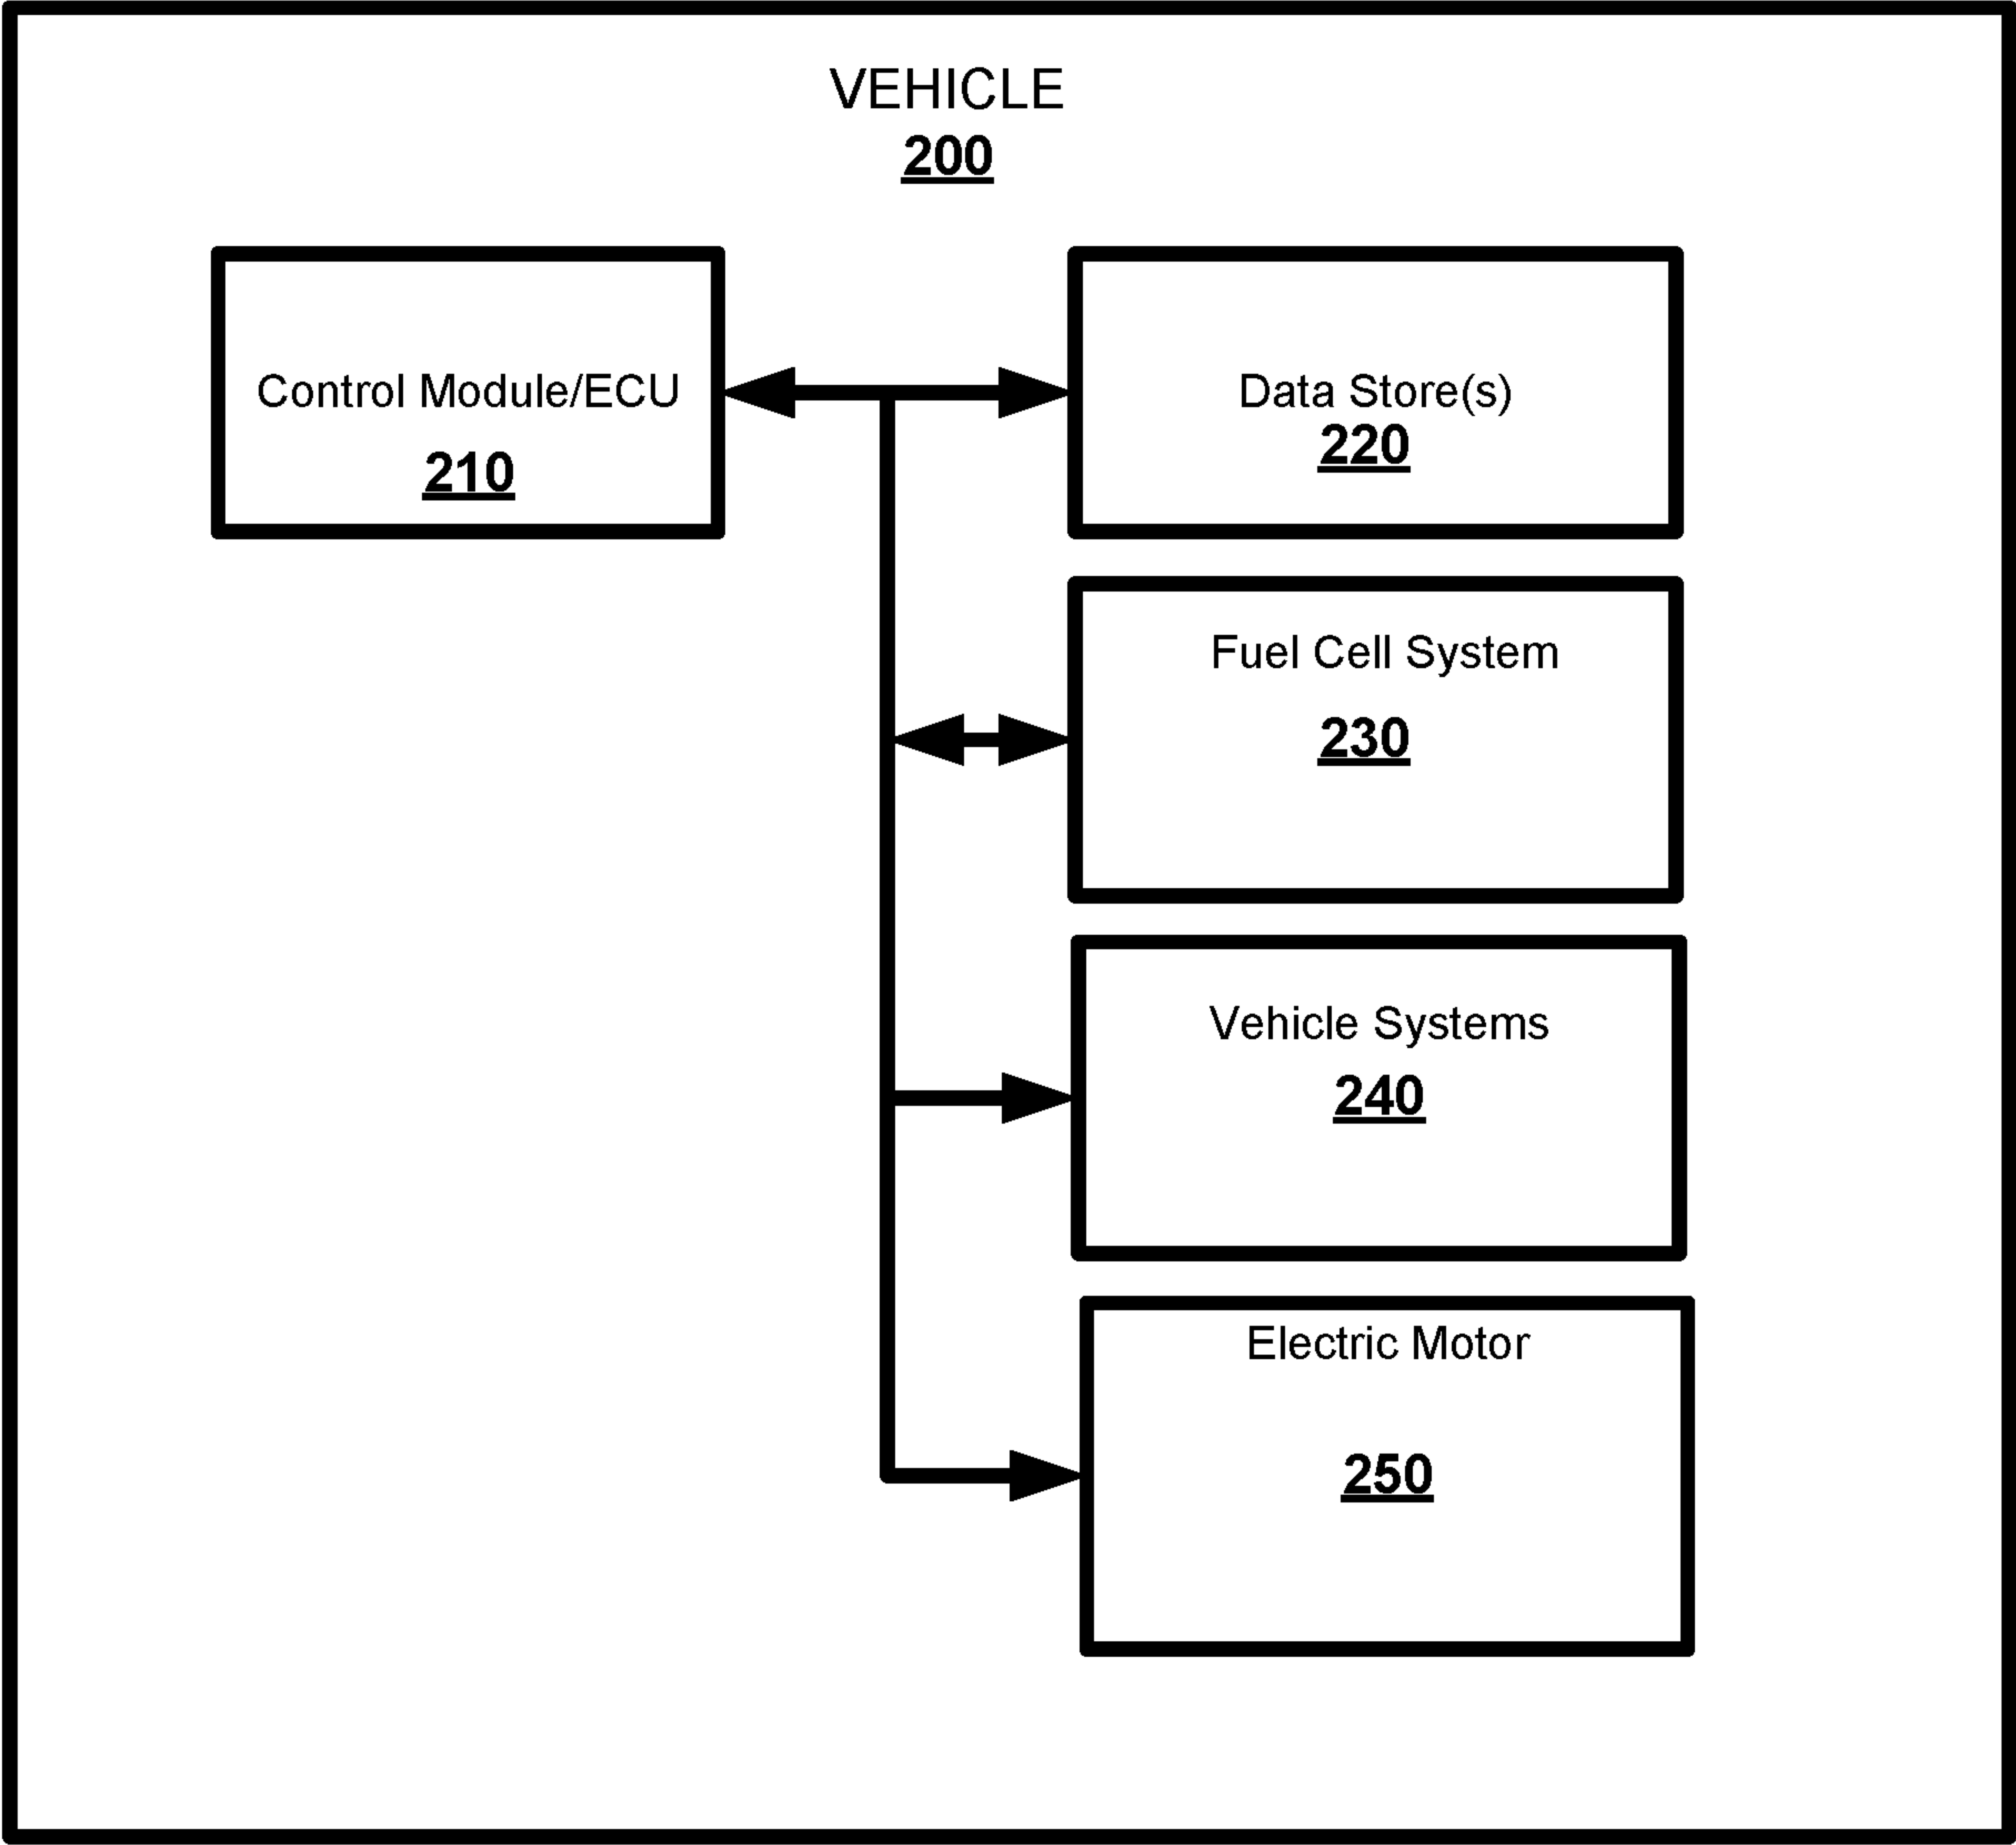 VEHICLE
200
Control Module/ECU
210
Data Store(s)
220
Fuel Cell System
230
Vehicle Systems
240
Electric Motor
250